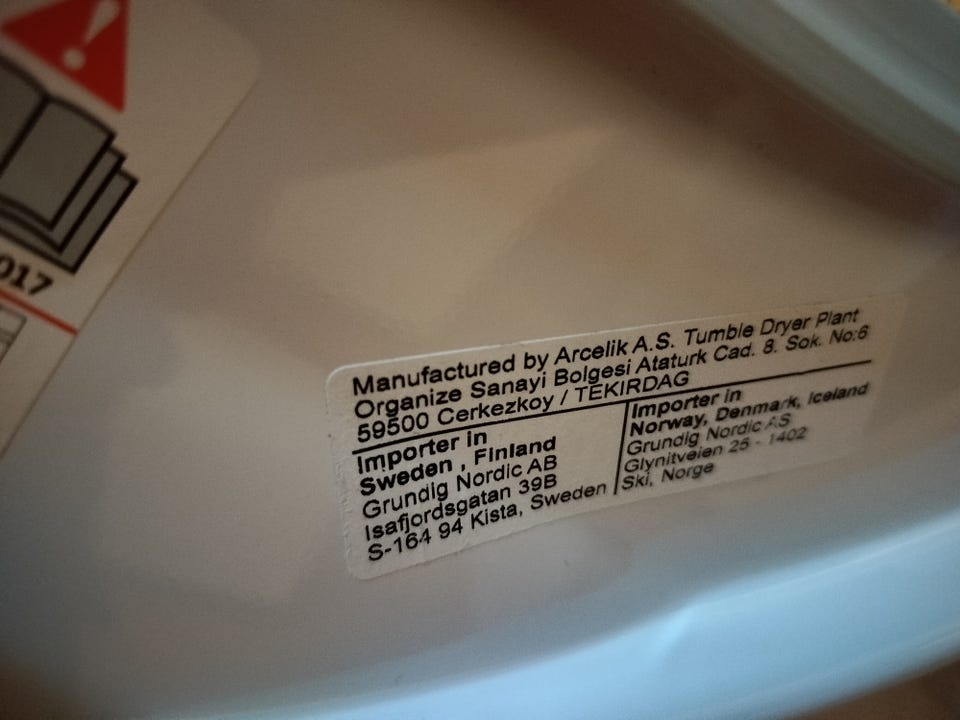 017
Manufactured by Arcelik A.S. Tumble Dryer Plant
Organize Sanayi Bolgesi Ataturk Cad. 8. Sok. No:6
59500 Cerkezkoy / TEKIRDAG
Importer in
Sweden , Finland
Grundig Nordic AB
Isafjordsgatan 39B
S-164 94 Kista, Sweden
Importer in
Norway, Denmark, Iceland
Grundig Nordic AS
Glynitveien 25 - 1402
Ski, Norge